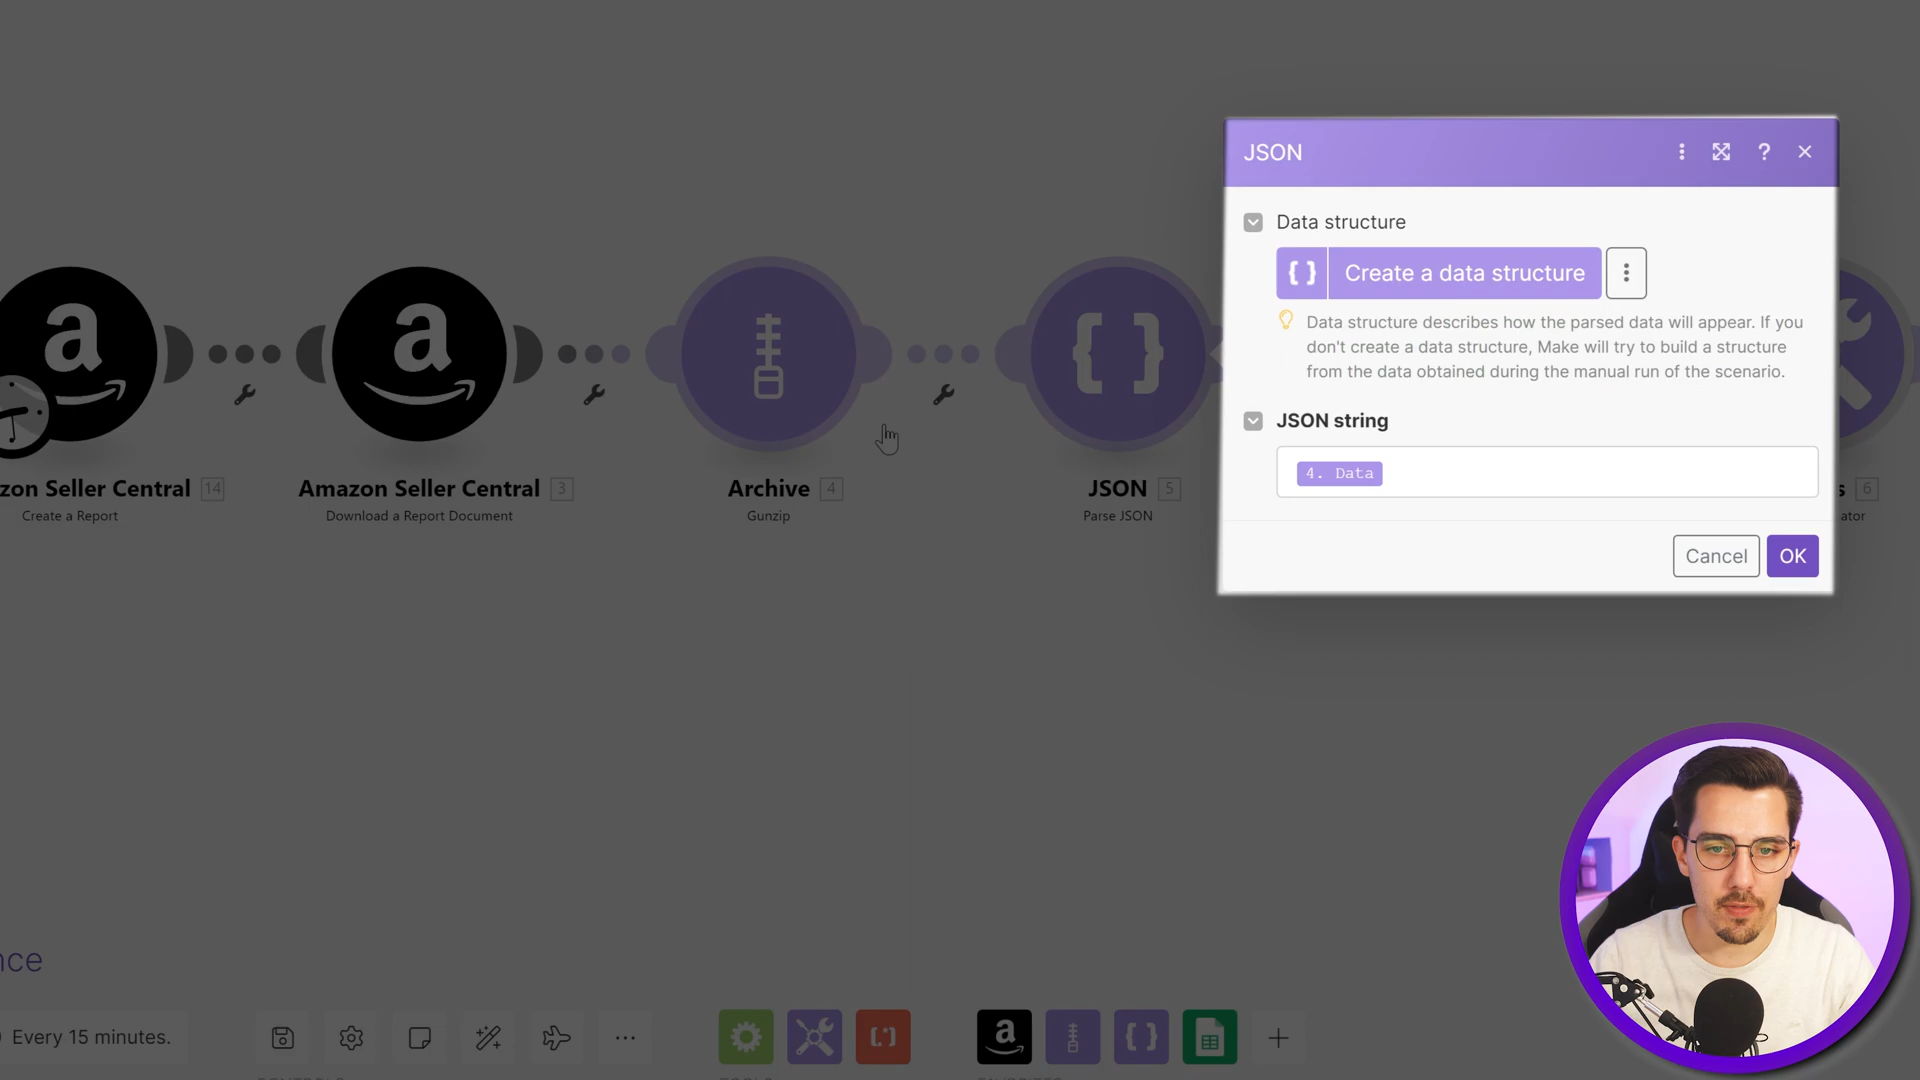 JSON
Data structure
{ } Create a data structure
Data structure describes how the parsed data will appear. If you
don't create a data structure, Make will try to build a structure
from the data obtained during the manual run of the scenario.
JSON string
4. Data
Cancel OK
zon Seller Central 14
Create a Report
Amazon Seller Central 3
Download a Report Document
Archive 4
Gunzip
JSON 5
Parse JSON
s 6
ator
nce
Every 15 minutes.